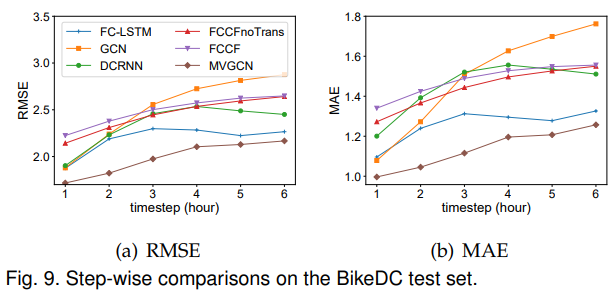 3.5
3.0
2.5
2.0
RMSE
FC-LSTM
GCN
DCRNN
FCCFnoTrans
FCCF
MVGCN
1 2 3 4 5 6
timestep (hour)
1.8
1.6
1.4
1.2
1.0
MAE
1 2 3 4 5 6
timestep (hour)
(a) RMSE (b) MAE
Fig. 9. Step-wise comparisons on the BikeDC test set.